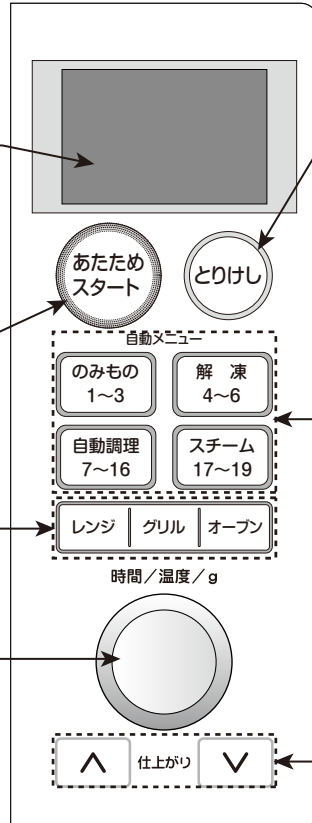 あたため
スタート
とりけし
自動メニュー
のみもの
1～3
解 凍
4～6
自動調理
7～16
スチーム
17～19
レンジ
グリル
オーブン
時間／温度／g
仕上がり